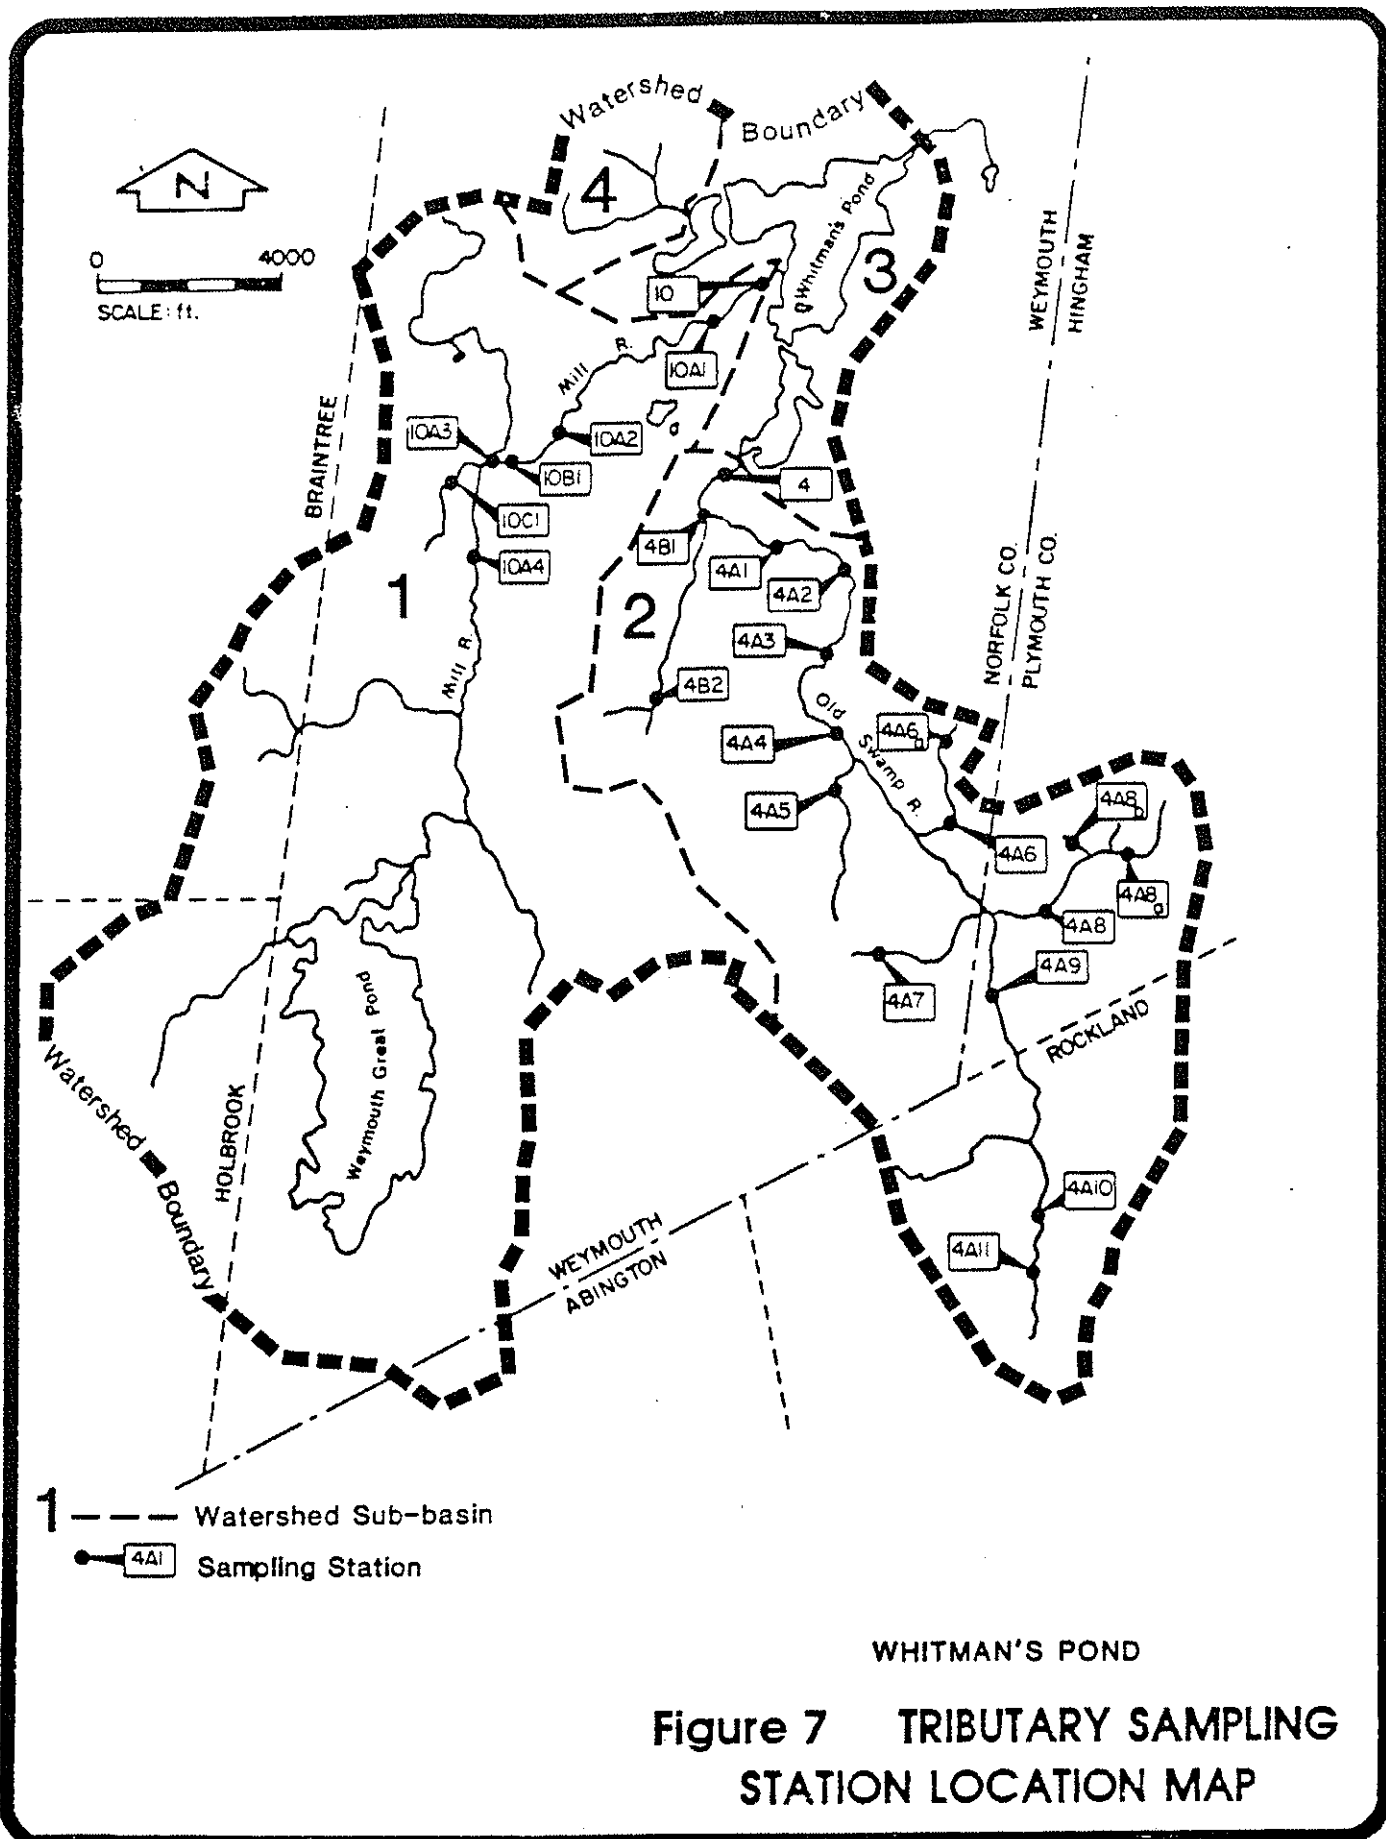 Watershed
Boundary
N
0 4000
SCALE: ft.
4
3
Whitman's Pond
WEYMOUTH
HINGHAM
10
10A1
Mill R.
BRAINTREE
10A3
10A2
10B1
10C1
10A4
4
4B1
4A1
4A2
1
2
4A3
NORFOLK CO.
PLYMOUTH CO.
Mill R.
4B2
Old Swamp R.
4A4
4A6a
4A5
4A6
4A8b
4A8a
4A8
4A9
4A7
ROCKLAND
Weymouth Great Pond
Watershed Boundary
HOLBROOK
4A10
4A11
WEYMOUTH
ABINGTON
1 Watershed Sub-basin
4A1 Sampling Station
WHITMAN'S POND
Figure 7 TRIBUTARY SAMPLING
STATION LOCATION MAP